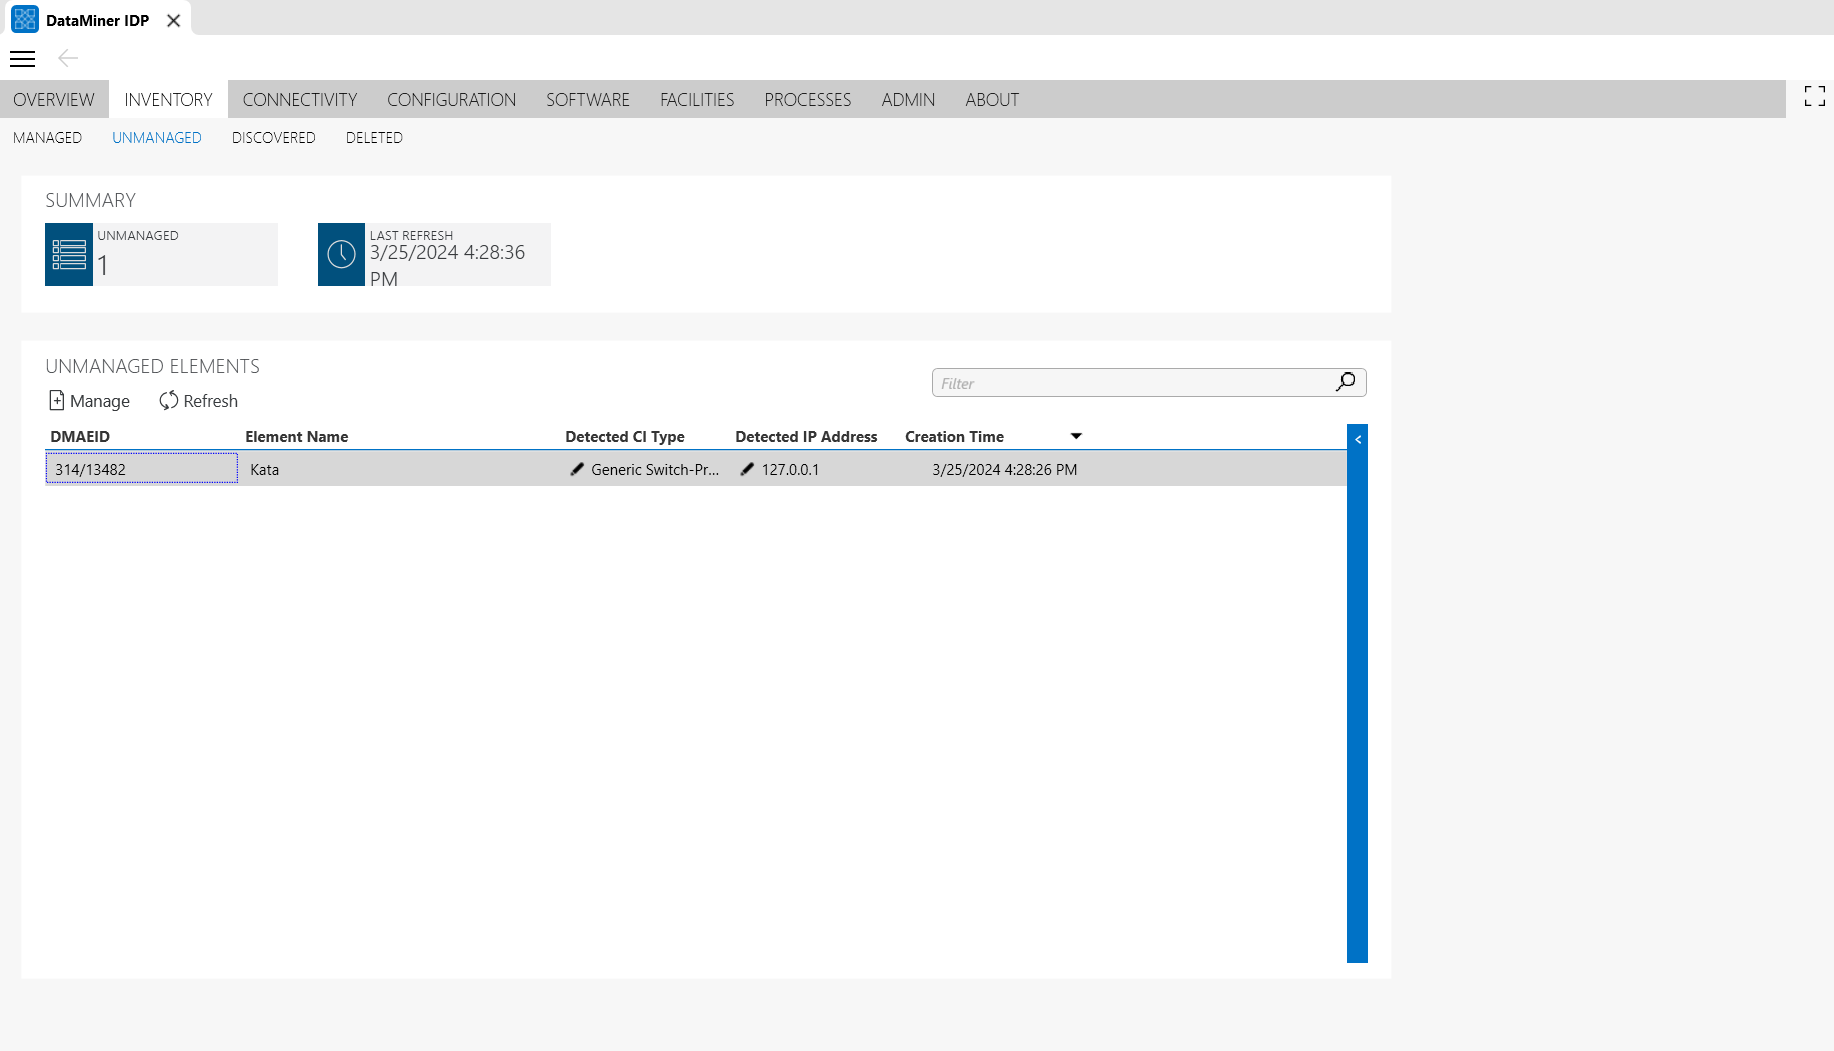 DataMiner IDP
OVERVIEW INVENTORY CONNECTIVITY CONFIGURATION SOFTWARE FACILITIES PROCESSES ADMIN ABOUT
MANAGED UNMANAGED DISCOVERED DELETED
SUMMARY
UNMANAGED
1
LAST REFRESH
3/25/2024 4:28:36
PM
UNMANAGED ELEMENTS
Filter
Manage Refresh
DMAEID Element Name Detected CI Type Detected IP Address Creation Time
314/13482 Kata Generic Switch-Pr... 127.0.0.1 3/25/2024 4:28:26 PM